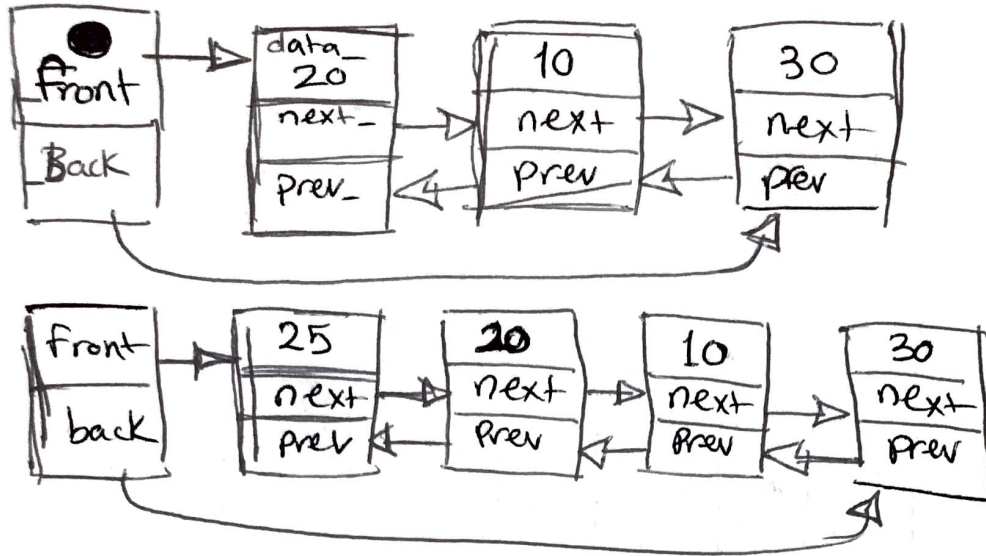 front
Back
data_
20
next_
prev_
10
next
prev
30
next
prev
front
back
25
next
prev
20
next
prev
10
next
prev
30
next
prev